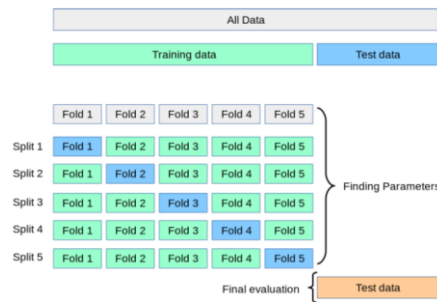 All Data
Training data Test data
Fold 1 Fold 2 Fold 3 Fold 4 Fold 5
Split 1 Fold 1 Fold 2 Fold 3 Fold 4 Fold 5
Split 2 Fold 1 Fold 2 Fold 3 Fold 4 Fold 5
Split 3 Fold 1 Fold 2 Fold 3 Fold 4 Fold 5
Finding Parameters
Split 4 Fold 1 Fold 2 Fold 3 Fold 4 Fold 5
Split 5 Fold 1 Fold 2 Fold 3 Fold 4 Fold 5
Final evaluation Test data